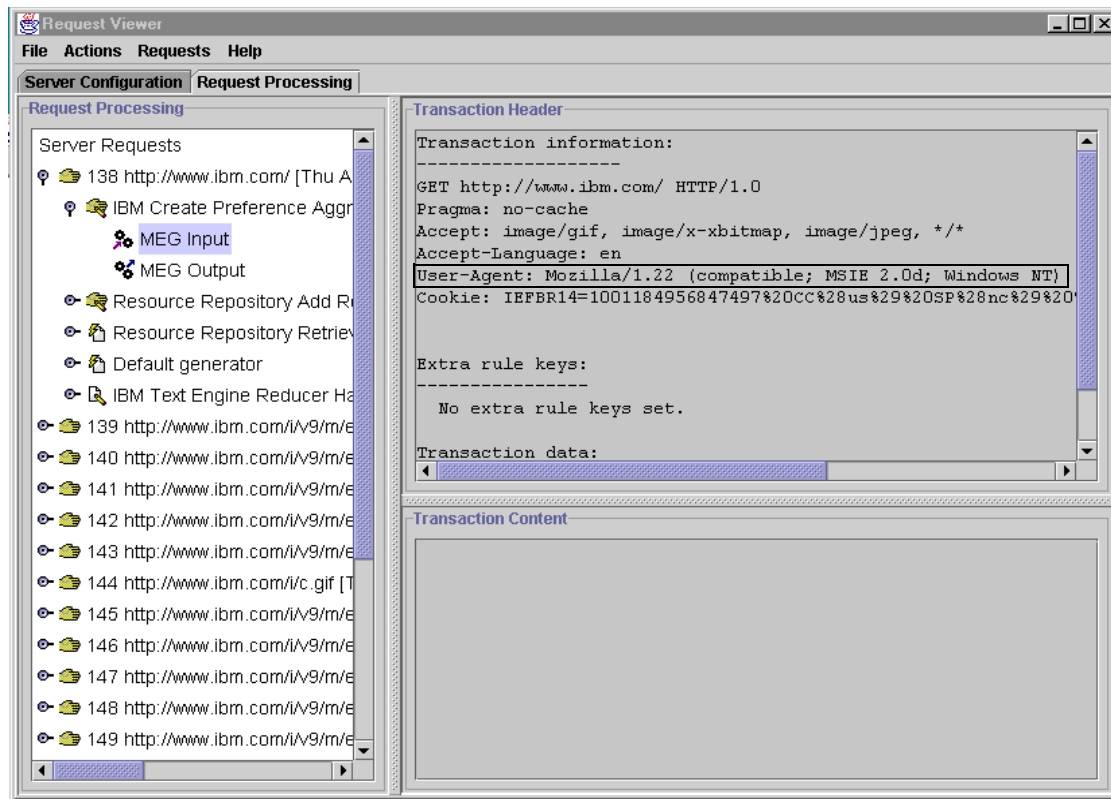 Request Viewer
File Actions Requests Help
Server Configuration Request Processing
Request Processing
Server Requests
138 http://www.ibm.com/ [Thu A
IBM Create Preference Aggr
MEG Input
MEG Output
Resource Repository Add R
Resource Repository Retriev
Default generator
IBM Text Engine Reducer Ha
139 http://www.ibm.com/i/v9/m/e
140 http://www.ibm.com/i/v9/m/e
141 http://www.ibm.com/i/v9/m/e
142 http://www.ibm.com/i/v9/m/e
143 http://www.ibm.com/i/v9/m/e
144 http://www.ibm.com/i/c.gif [T
145 http://www.ibm.com/i/v9/m/e
146 http://www.ibm.com/i/v9/m/e
147 http://www.ibm.com/i/v9/m/e
148 http://www.ibm.com/i/v9/m/e
149 http://www.ibm.com/i/v9/m/e
Transaction Header
Transaction information:
-------------------
GET http://www.ibm.com/ HTTP/1.0
Pragma: no-cache
Accept: image/gif, image/x-xbitmap, image/jpeg, */*
Accept-Language: en
User-Agent: Mozilla/1.22 (compatible; MSIE 2.0d; Windows NT)
Cookie: IEFBR14=1001184956847497%20CC%28us%29%20SP%28nc%29%20
Extra rule keys:
----------------
No extra rule keys set.
Transaction data:
Transaction Content